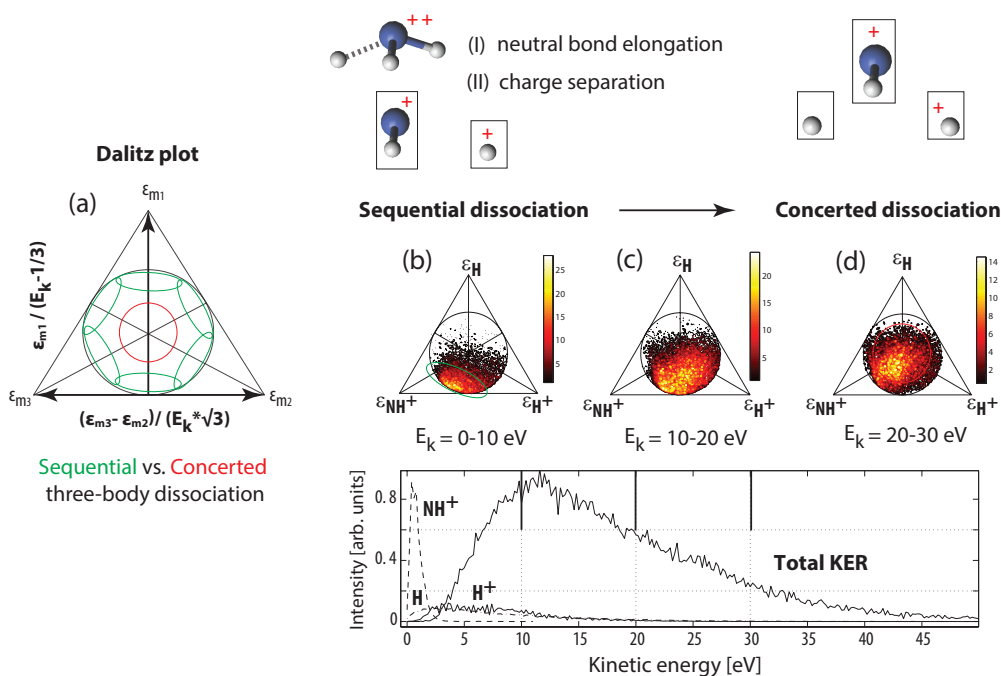 ++
(I) neutral bond elongation
(II) charge separation
+
+
+
+
Dalitz plot
(a)
εm1
εm1 / (Ek-1/3)
εm3
εm2
(εm3- εm2)/ (Ek*√3)
Sequential vs. Concerted
three-body dissociation
Sequential dissociation
Concerted dissociation
(b)
εH
25
20
15
10
5
εNH+
εH+
Ek = 0-10 eV
(c)
εH
20
15
10
5
εNH+
εH+
Ek = 10-20 eV
(d)
εH
14
12
10
8
6
4
2
εNH+
εH+
Ek = 20-30 eV
Intensity [arb. units]
0.8
0.4
0
NH+
H
H+
Total KER
0 5 10 15 20 25 30 35 40 45
Kinetic energy [eV]